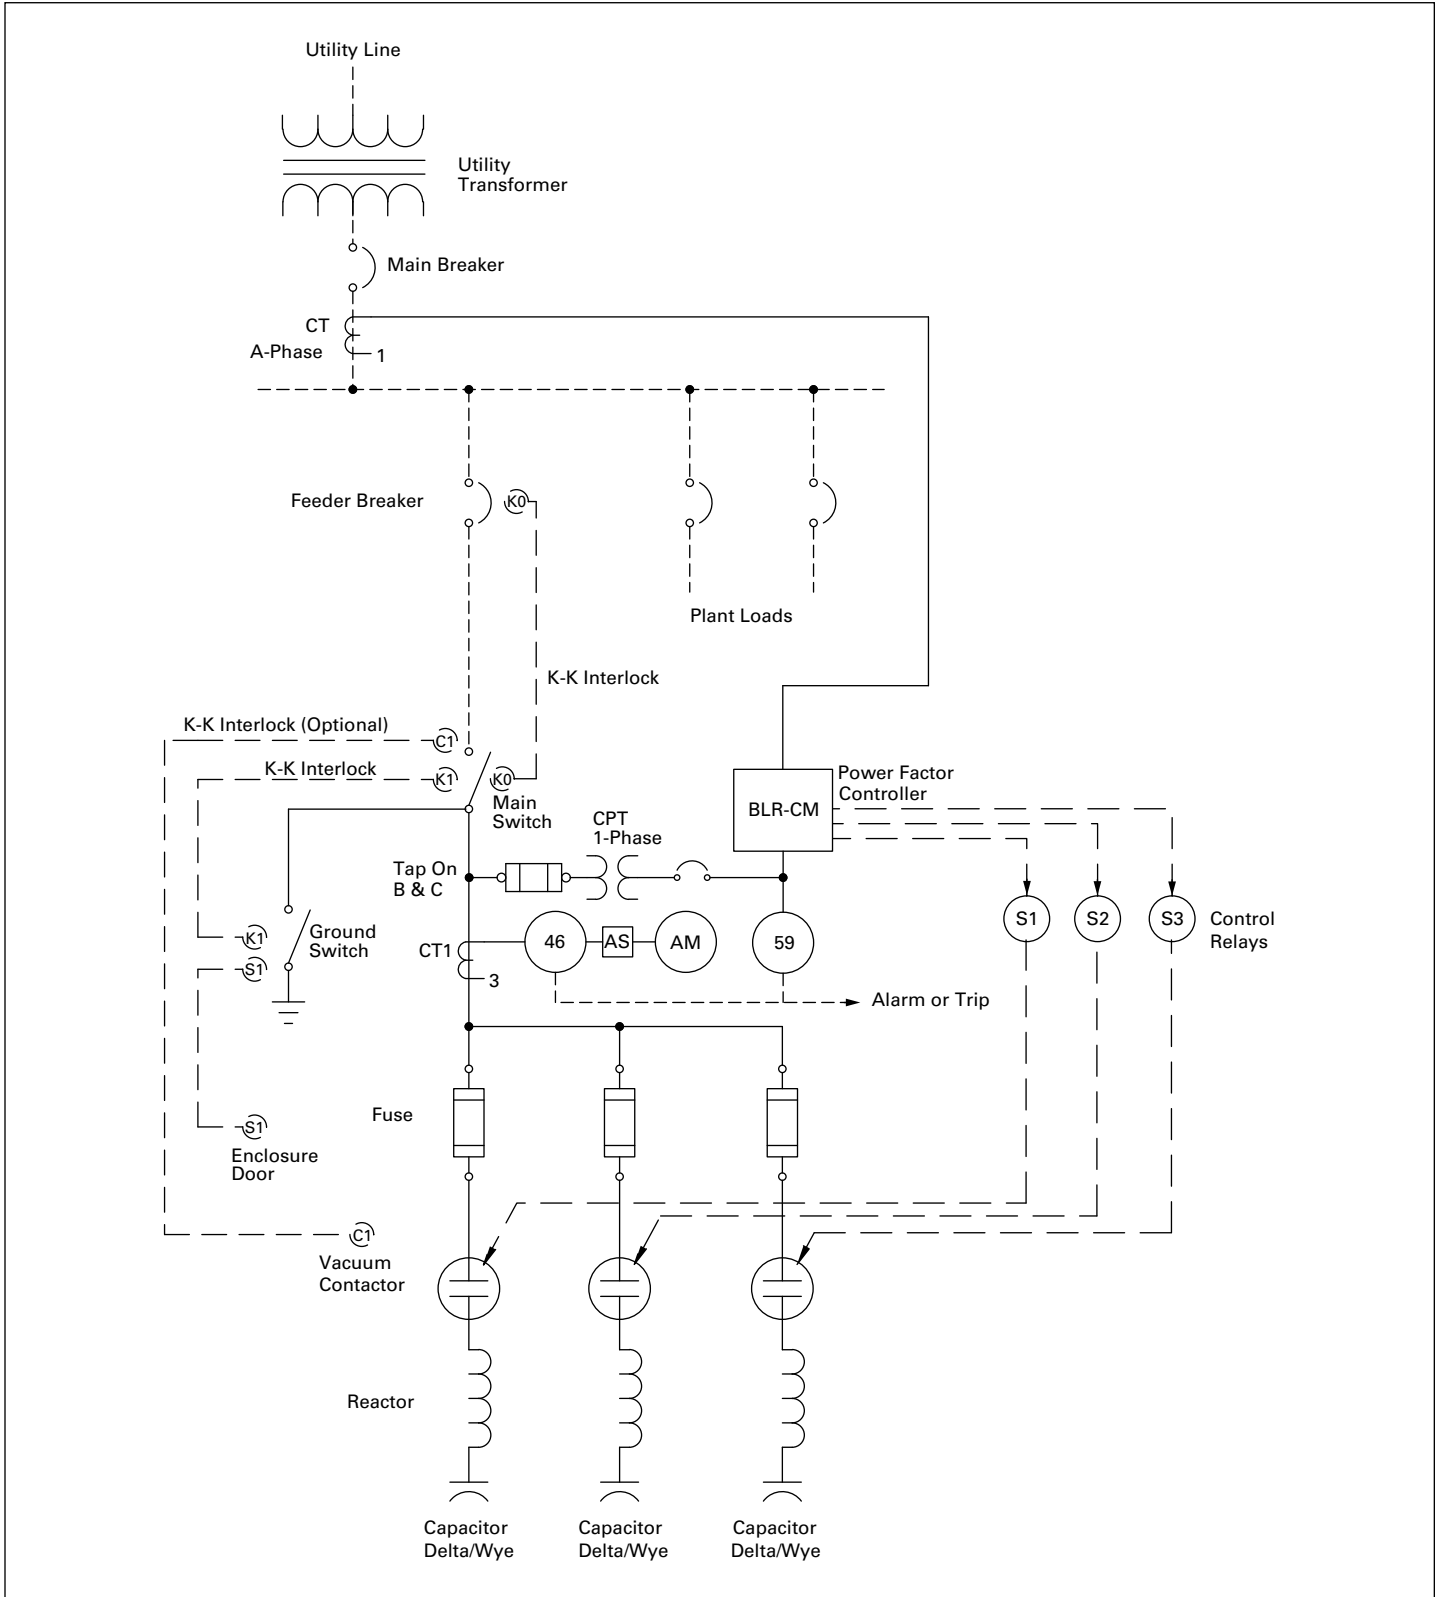 Utility Line
Utility
Transformer
Main Breaker
CT
A-Phase
1
Feeder Breaker
K0
Plant Loads
K-K Interlock
K-K Interlock (Optional)
C1
K-K Interlock
K1
K0
Main
Switch
CPT
1-Phase
BLR-CM
Power Factor
Controller
Tap On
B & C
S1
S2
S3
Control
Relays
K1
S1
Ground
Switch
CT1
3
46
AS
AM
59
Alarm or Trip
Fuse
S1
Enclosure
Door
C1
Vacuum
Contactor
Reactor
Capacitor
Delta/Wye
Capacitor
Delta/Wye
Capacitor
Delta/Wye